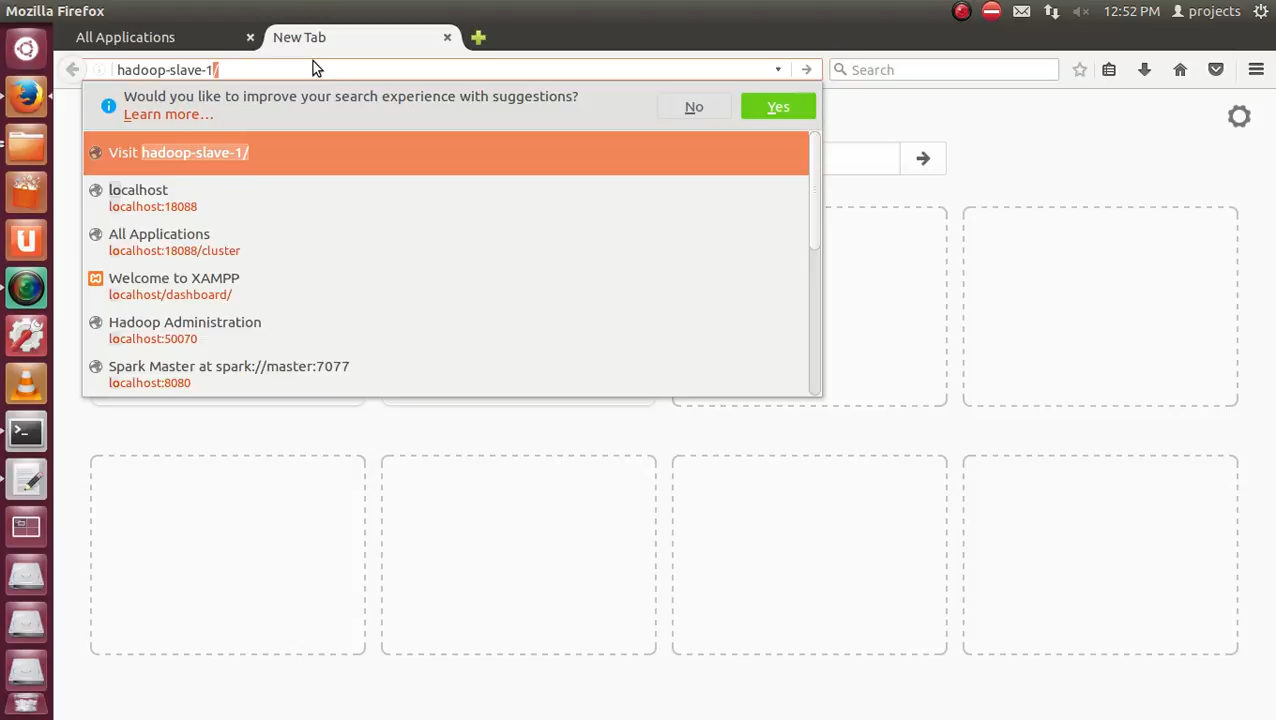 Mozilla Firefox
12:52 PM
projects
All Applications
New Tab
hadoop-slave-1/
Search
Would you like to improve your search experience with suggestions?
Learn more…
No
Yes
Visit hadoop-slave-1/
localhost
localhost:18088
All Applications
localhost:18088/cluster
Welcome to XAMPP
localhost/dashboard/
Hadoop Administration
localhost:50070
Spark Master at spark://master:7077
localhost:8080